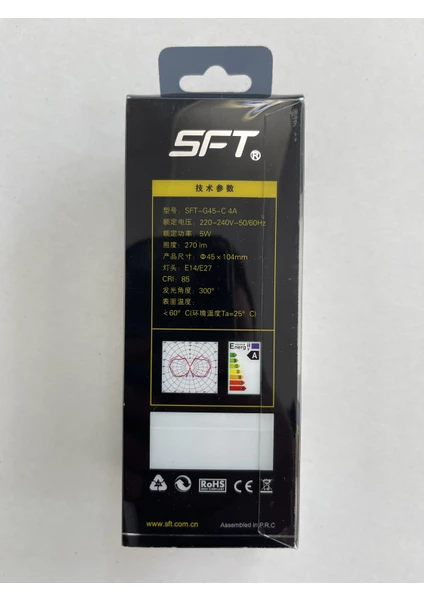 SFT®
技术参数
型号: SFT-G45-C 4A
额定电压: 220-240V~50/60Hz
额定功率: 5W
照度: 270 lm
产品尺寸: Φ45×104mm
灯头: E14/E27
CRI: 85
发光角度: 300°
表面温度:
<60° C(环境温度Ta=25° C)
Energy
A
RoHS
CE
www.sft.com.cn
Assembled in P.R.C